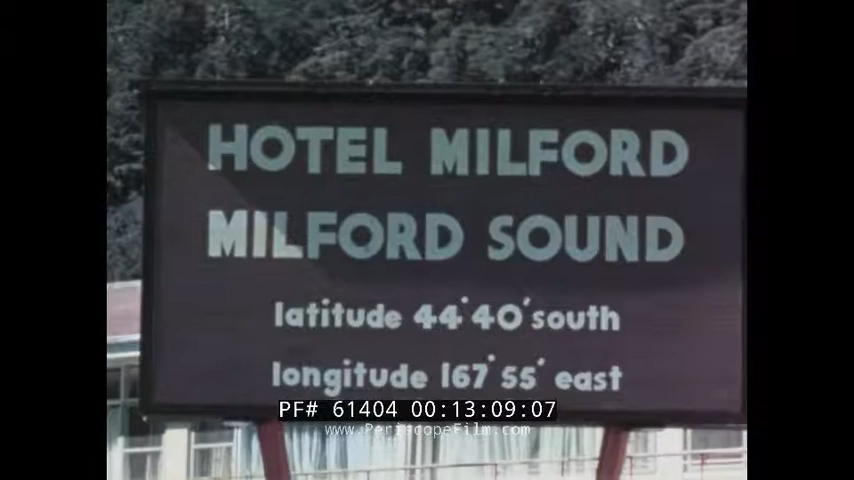 HOTEL MILFORD
MILFORD SOUND
latitude 44°40' south
longitude 167°55' east
PF# 61404 00:13:09:07
www.PeriscopeFilm.com